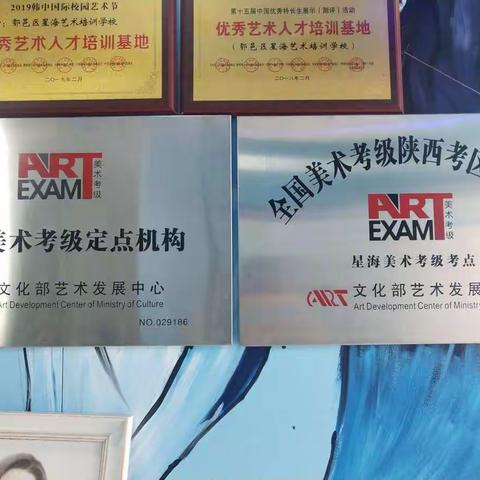 2019韩中国际校园艺术节
:鄠邑区星海艺术培训学校)
秀艺术人才培训基地
二〇一九年二月
第十五届中国优秀特长生展示(测评)活动
优秀艺术人才培训基地
(鄠邑区星海艺术培训学校)
二〇一八年二月
ART
EXAM
美术考级
美术考级定点机构
文化部艺术发展中心
Art Development Center of Ministry of Culture
NO.029186
全国美术考级陕西考区
ART
EXAM
美术考级
星海美术考级考点
ART 文化部艺术发展
Art Development Center of Minist